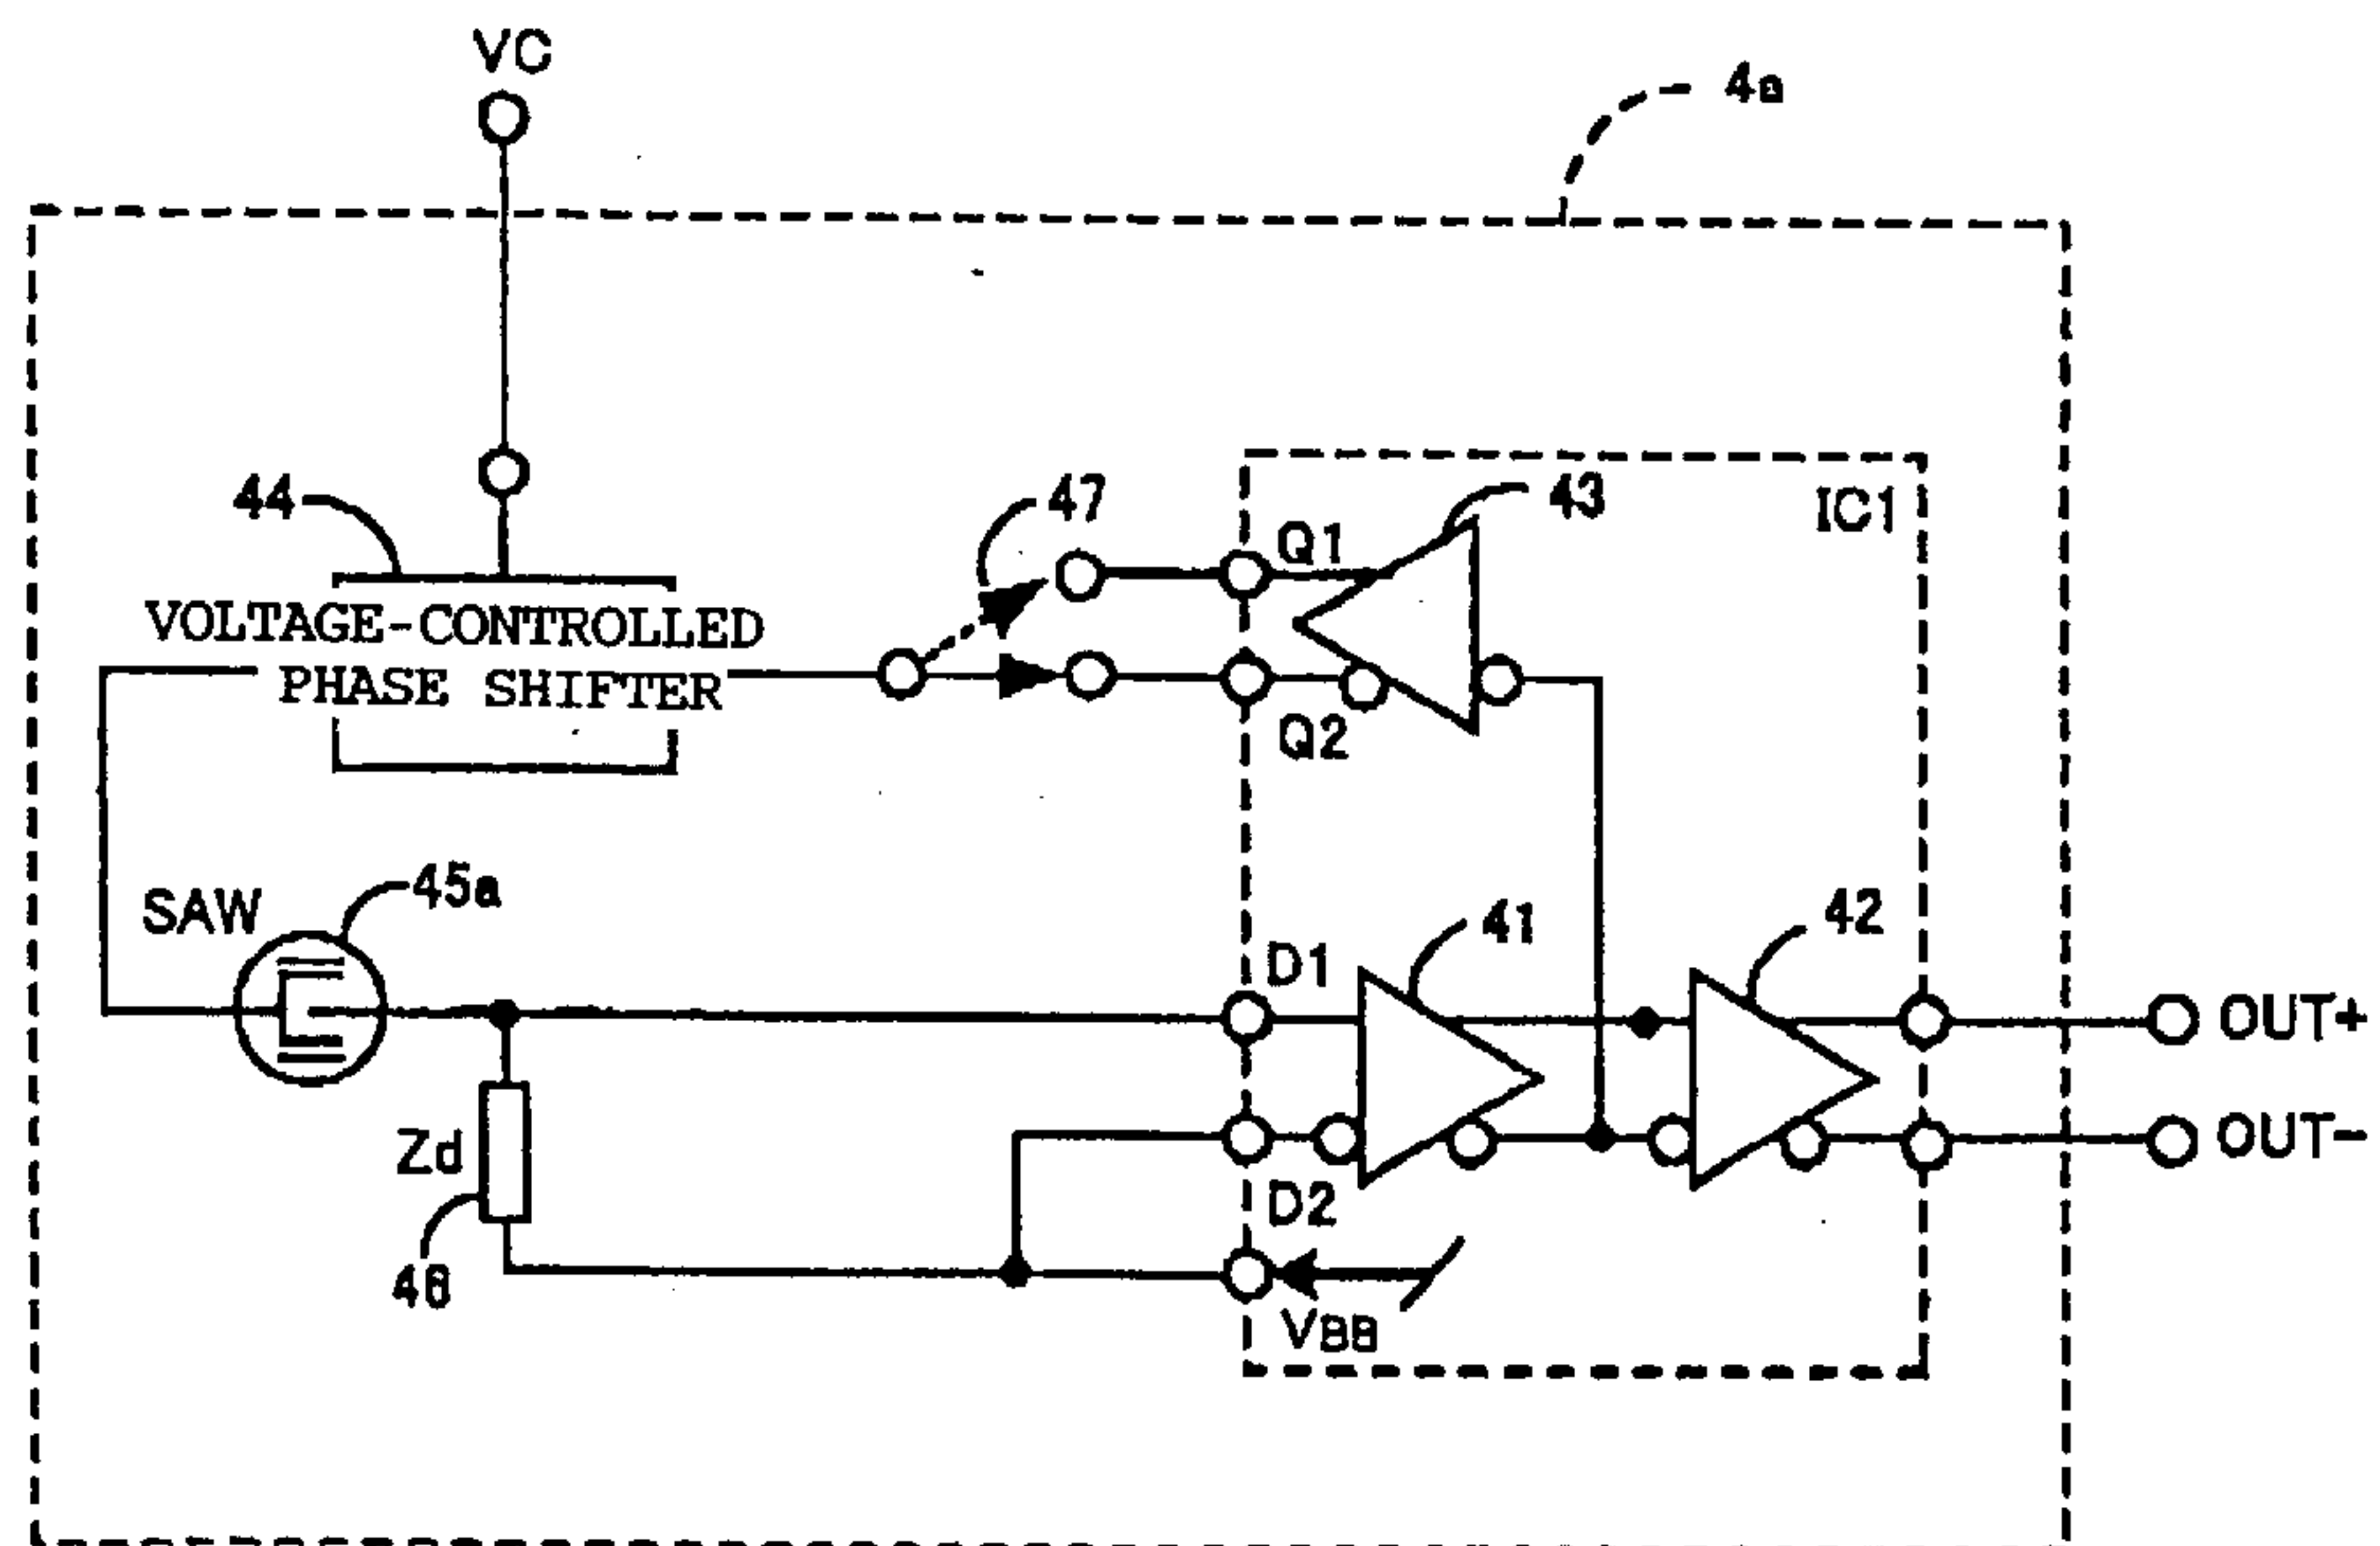 VC
4a
44
47
43
IC1
Q1
VOLTAGE-CONTROLLED
PHASE SHIFTER
Q2
SAW
45a
41
42
D1
OUT+
Zd
OUT-
D2
46
VBB